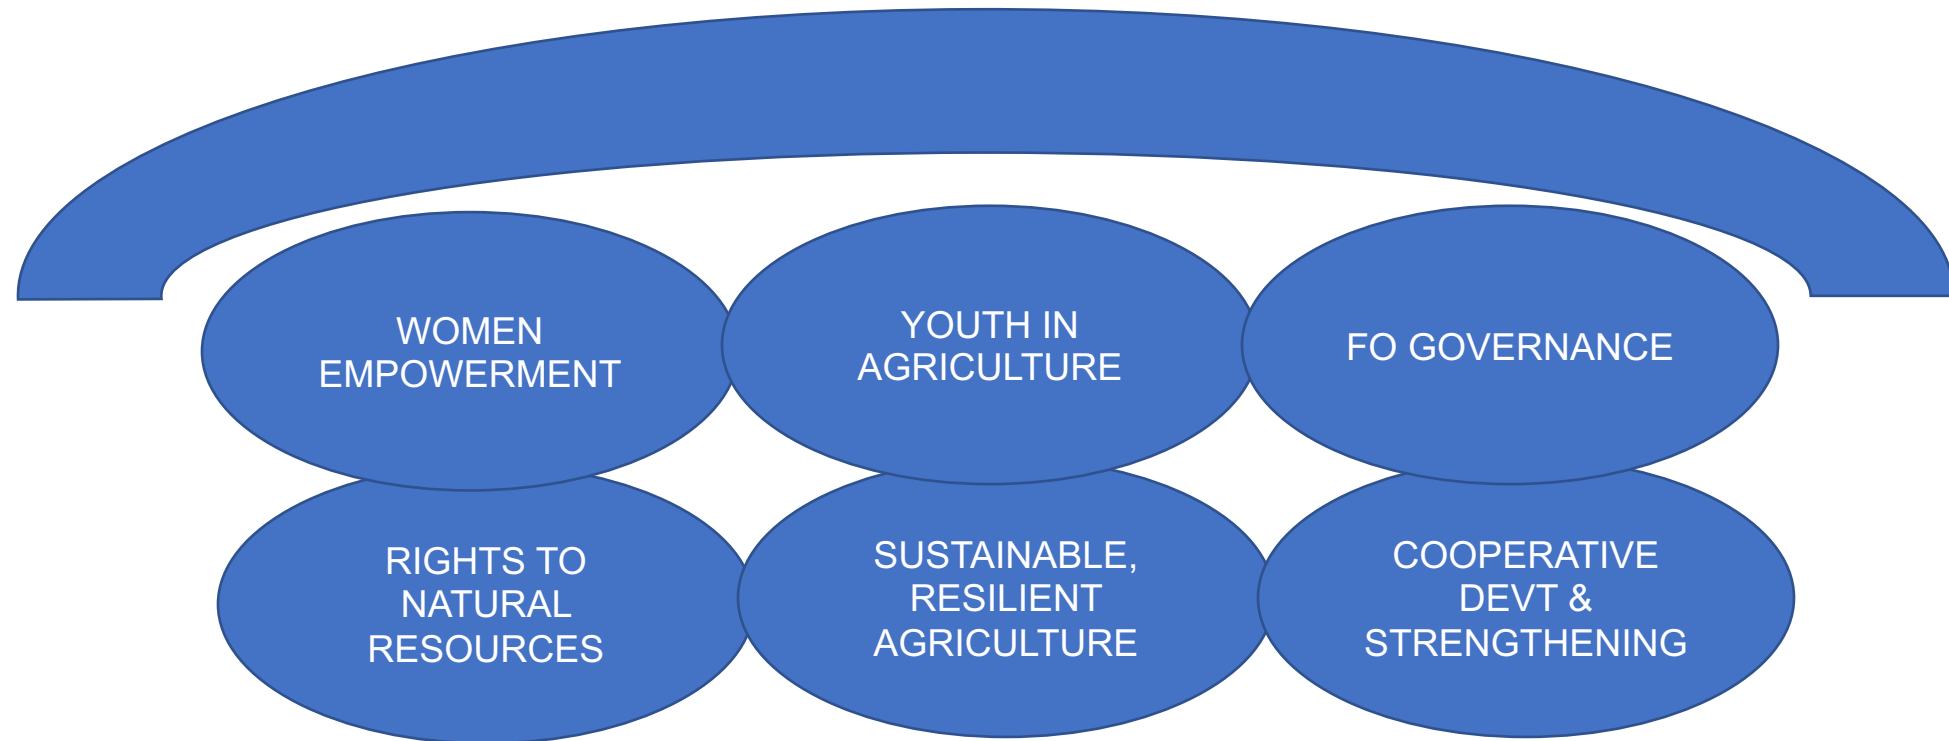 WOMEN
EMPOWERMENT
YOUTH IN
AGRICULTURE
FO GOVERNANCE
RIGHTS TO
NATURAL
RESOURCES
SUSTAINABLE,
RESILIENT
AGRICULTURE
COOPERATIVE
DEVT &
STRENGTHENING